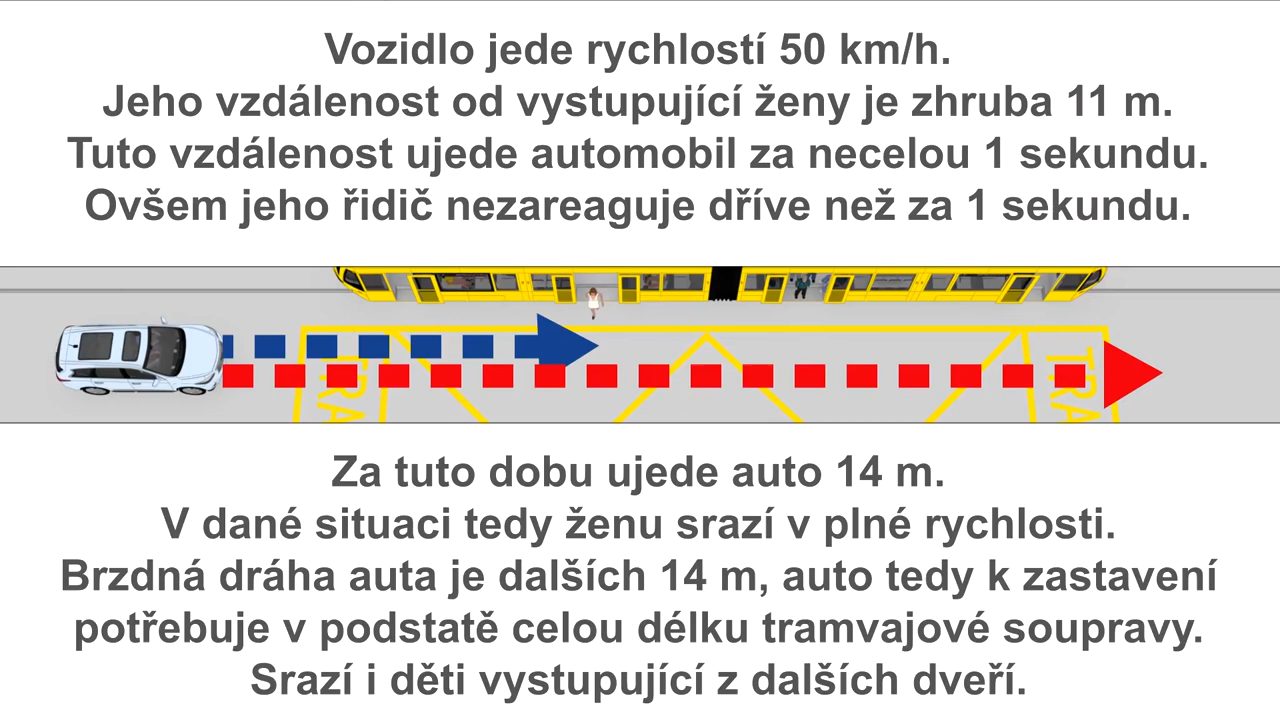 Vozidlo jede rychlostí 50 km/h.
Jeho vzdálenost od vystupující ženy je zhruba 11 m.
Tuto vzdálenost ujede automobil za necelou 1 sekundu.
Ovšem jeho řidič nezareaguje dříve než za 1 sekundu.
TRA
TRA
Za tuto dobu ujede auto 14 m.
V dané situaci tedy ženu srazí v plné rychlosti.
Brzdná dráha auta je dalších 14 m, auto tedy k zastavení
potřebuje v podstatě celou délku tramvajové soupravy.
Srazí i děti vystupující z dalších dveří.